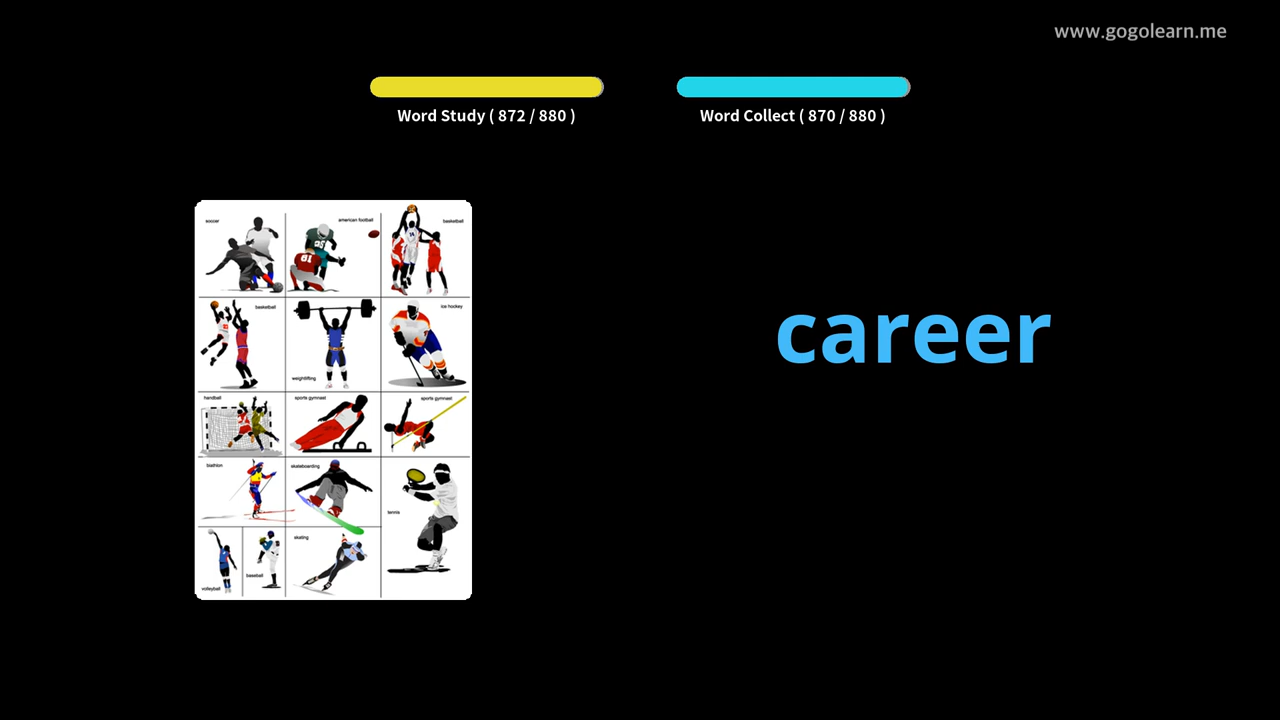 www.gogolearn.me
Word Study ( 872 / 880 )
Word Collect ( 870 / 880 )
soccer
american football
basketball
basketball
weightlifting
ice hockey
handball
sports gymnast
sports gymnast
biathlon
skateboarding
tennis
volleyball
baseball
skating
career